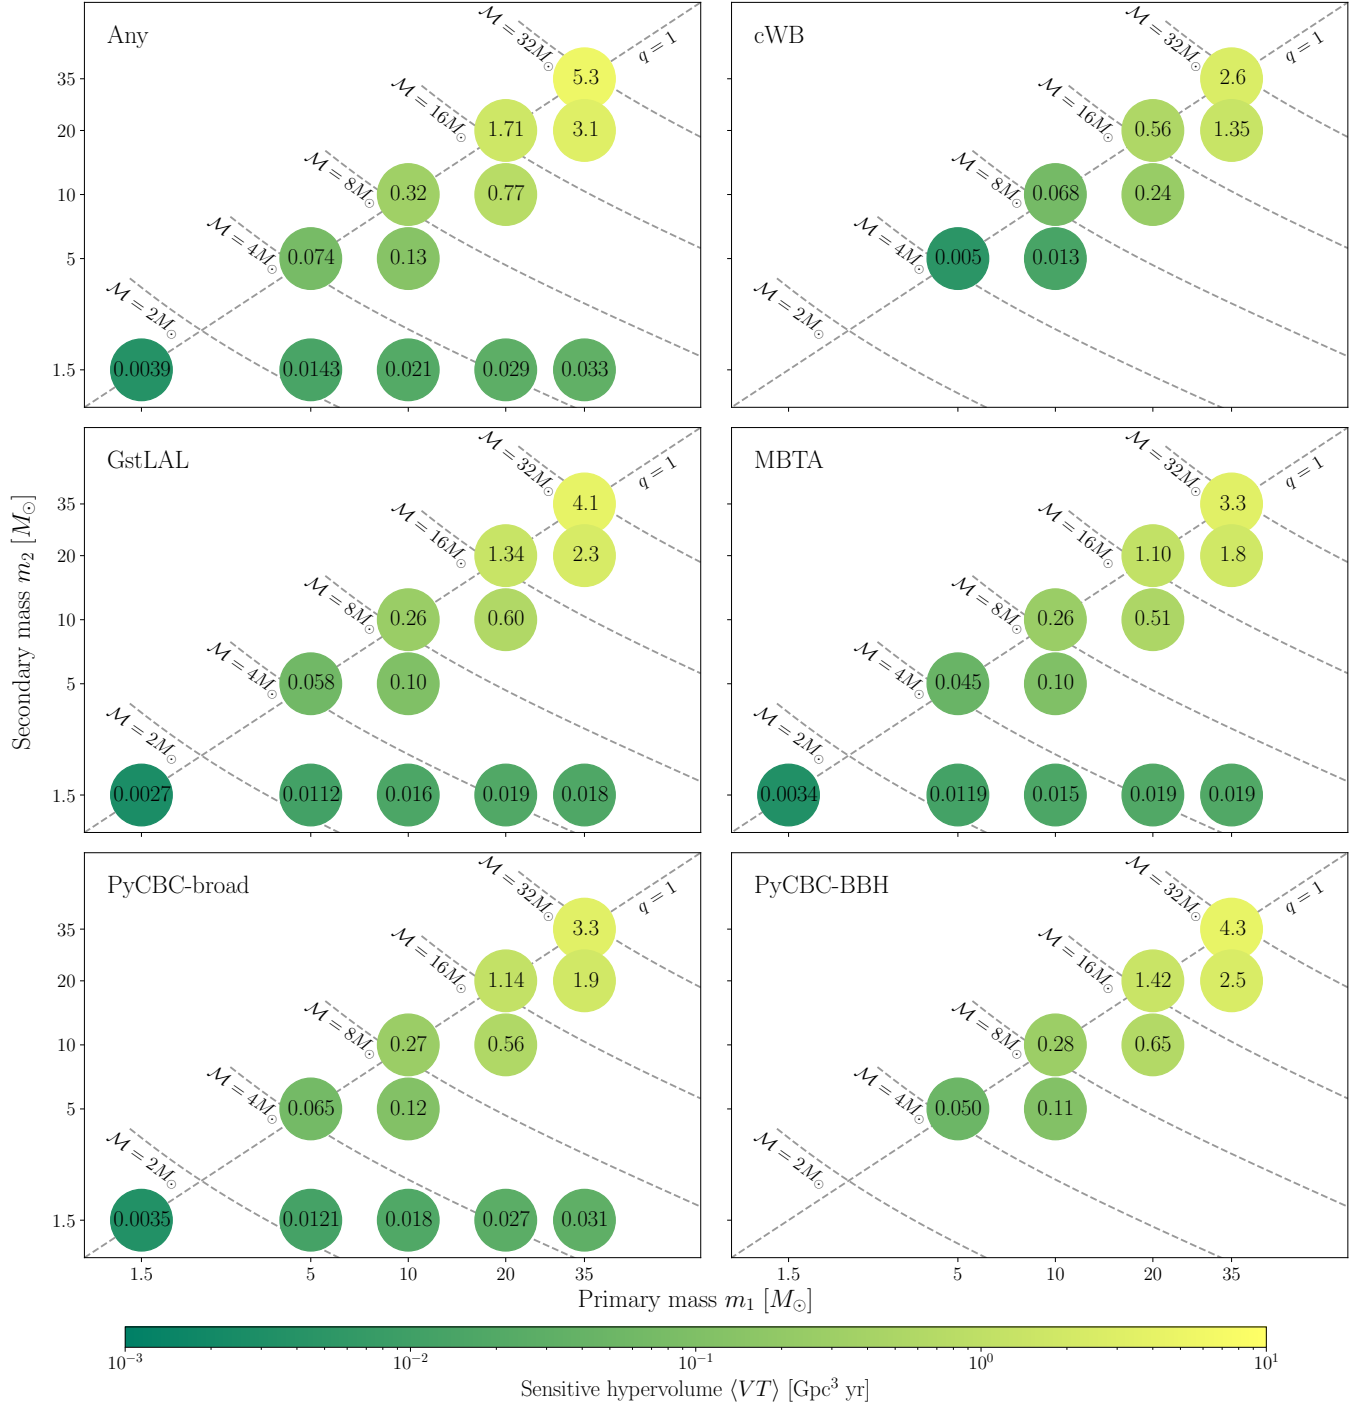 Any
ℳ = 32M☉
q = 1
ℳ = 16M☉
ℳ = 8M☉
ℳ = 4M☉
ℳ = 2M☉
35
20
10
5
1.5
5.3
1.71 3.1
0.32 0.77
0.074 0.13
0.0039 0.0143 0.021 0.029 0.033
cWB
ℳ = 32M☉
q = 1
ℳ = 16M☉
ℳ = 8M☉
ℳ = 4M☉
ℳ = 2M☉
2.6
0.56 1.35
0.068 0.24
0.005 0.013
Secondary mass m₂ [M☉]
GstLAL
ℳ = 32M☉
q = 1
ℳ = 16M☉
ℳ = 8M☉
ℳ = 4M☉
ℳ = 2M☉
35
20
10
5
1.5
4.1
1.34 2.3
0.26 0.60
0.058 0.10
0.0027 0.0112 0.016 0.019 0.018
MBTA
ℳ = 32M☉
q = 1
ℳ = 16M☉
ℳ = 8M☉
ℳ = 4M☉
ℳ = 2M☉
3.3
1.10 1.8
0.26 0.51
0.045 0.10
0.0034 0.0119 0.015 0.019 0.019
PyCBC-broad
ℳ = 32M☉
q = 1
ℳ = 16M☉
ℳ = 8M☉
ℳ = 4M☉
ℳ = 2M☉
35
20
10
5
1.5
3.3
1.14 1.9
0.27 0.56
0.065 0.12
0.0035 0.0121 0.018 0.027 0.031
1.5 5 10 20 35
PyCBC-BBH
ℳ = 32M☉
q = 1
ℳ = 16M☉
ℳ = 8M☉
ℳ = 4M☉
ℳ = 2M☉
4.3
1.42 2.5
0.28 0.65
0.050 0.11
1.5 5 10 20 35
Primary mass m₁ [M☉]
10⁻³ 10⁻² 10⁻¹ 10⁰ 10¹
Sensitive hypervolume ⟨VT⟩ [Gpc³ yr]